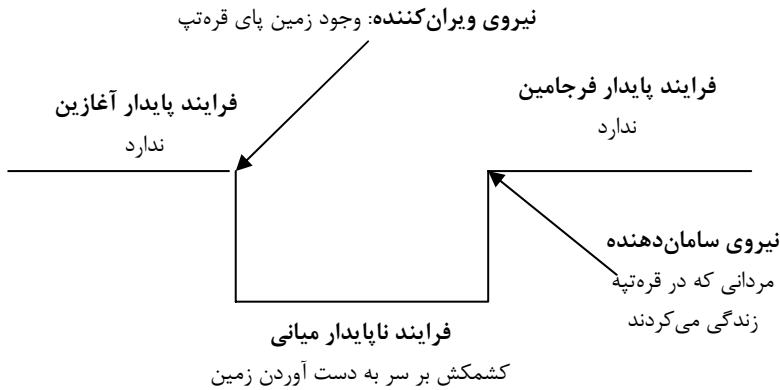 نیروی ویران‌کننده: وجود زمین پای قره‌تپ
فرایند پایدار آغازین
ندارد
فرایند پایدار فرجامین
ندارد
نیروی سامان‌دهنده
مردانی که در قره‌تپه
زندگی می‌کردند
فرایند ناپایدار میانی
کشمکش بر سر به دست آوردن زمین